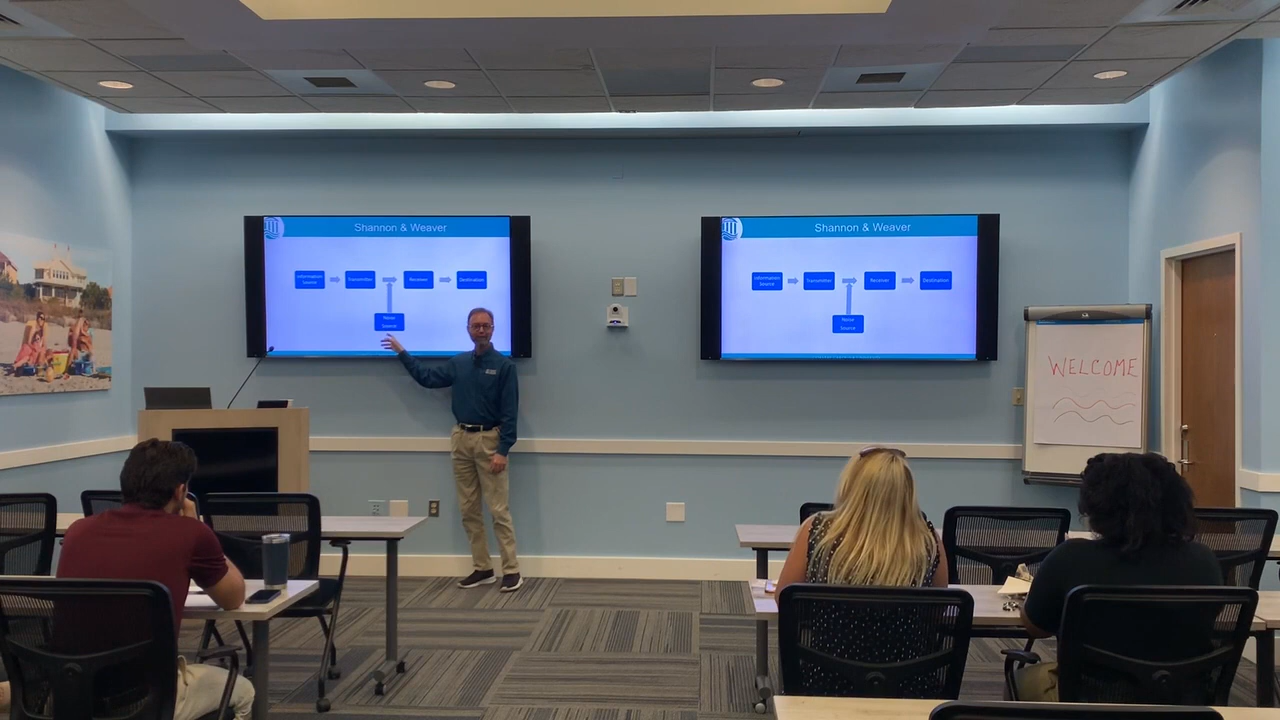 Shannon & Weaver
Information
Source
Transmitter
Receiver
Destination
Noise
Source
Shannon & Weaver
Information
Source
Transmitter
Receiver
Destination
Noise
Source
WELCOME